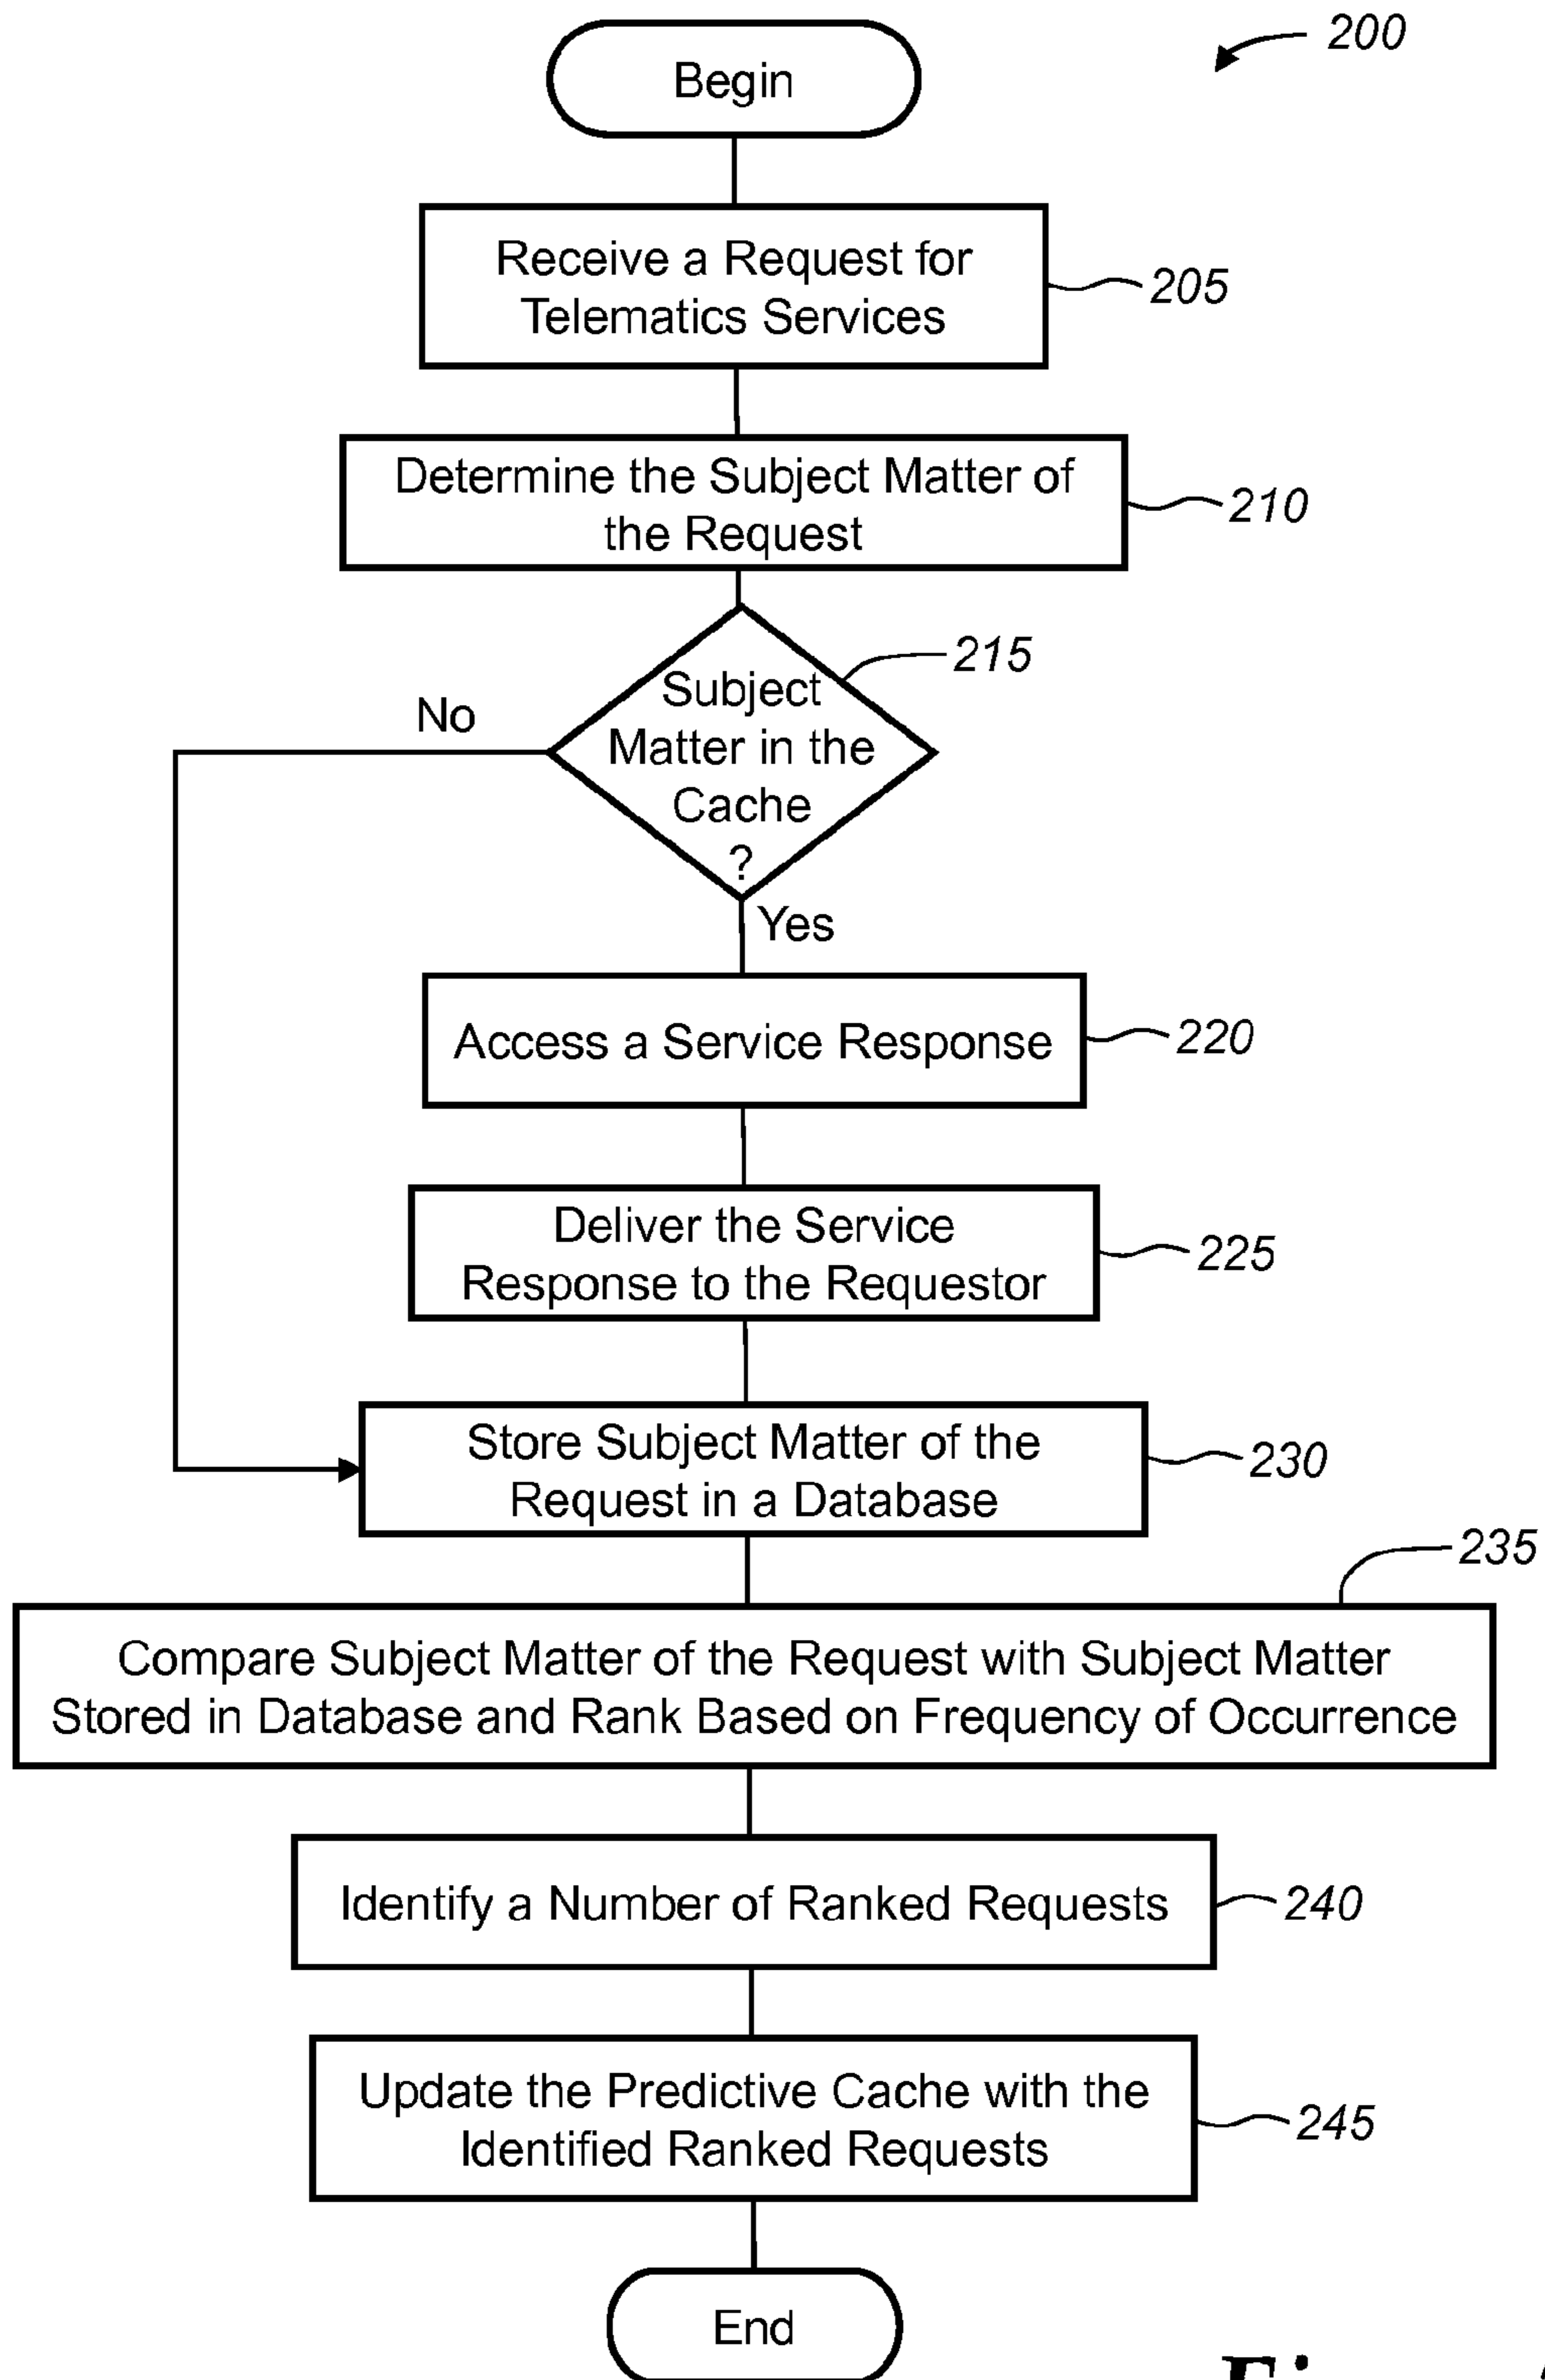 200
Begin
Receive a Request for
Telematics Services
205
Determine the Subject Matter of
the Request
210
215
Subject
Matter in the
Cache
?
No
Yes
Access a Service Response
220
Deliver the Service
Response to the Requestor
225
Store Subject Matter of the
Request in a Database
230
235
Compare Subject Matter of the Request with Subject Matter
Stored in Database and Rank Based on Frequency of Occurrence
Identify a Number of Ranked Requests
240
Update the Predictive Cache with the
Identified Ranked Requests
245
End